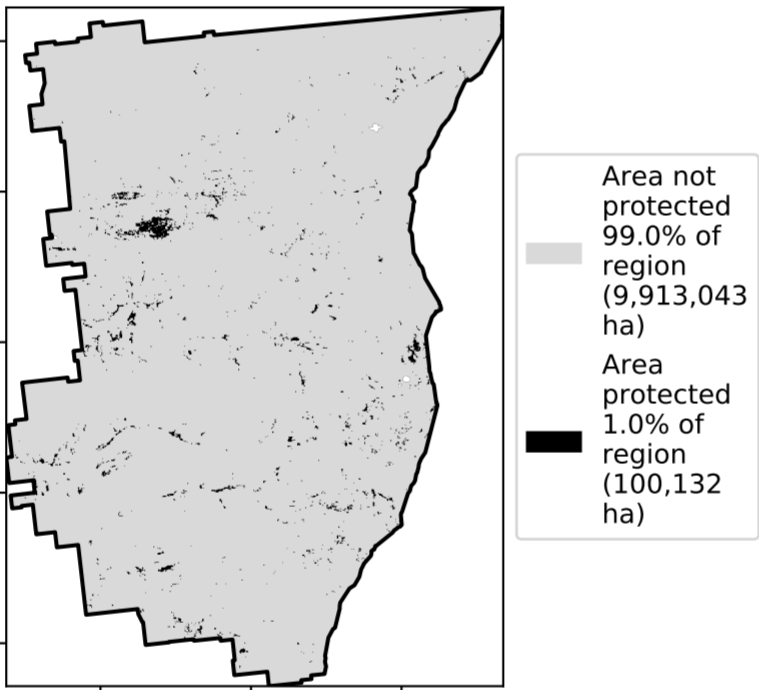 Area not
protected
99.0% of
region
(9,913,043
ha)
Area
protected
1.0% of
region
(100,132
ha)